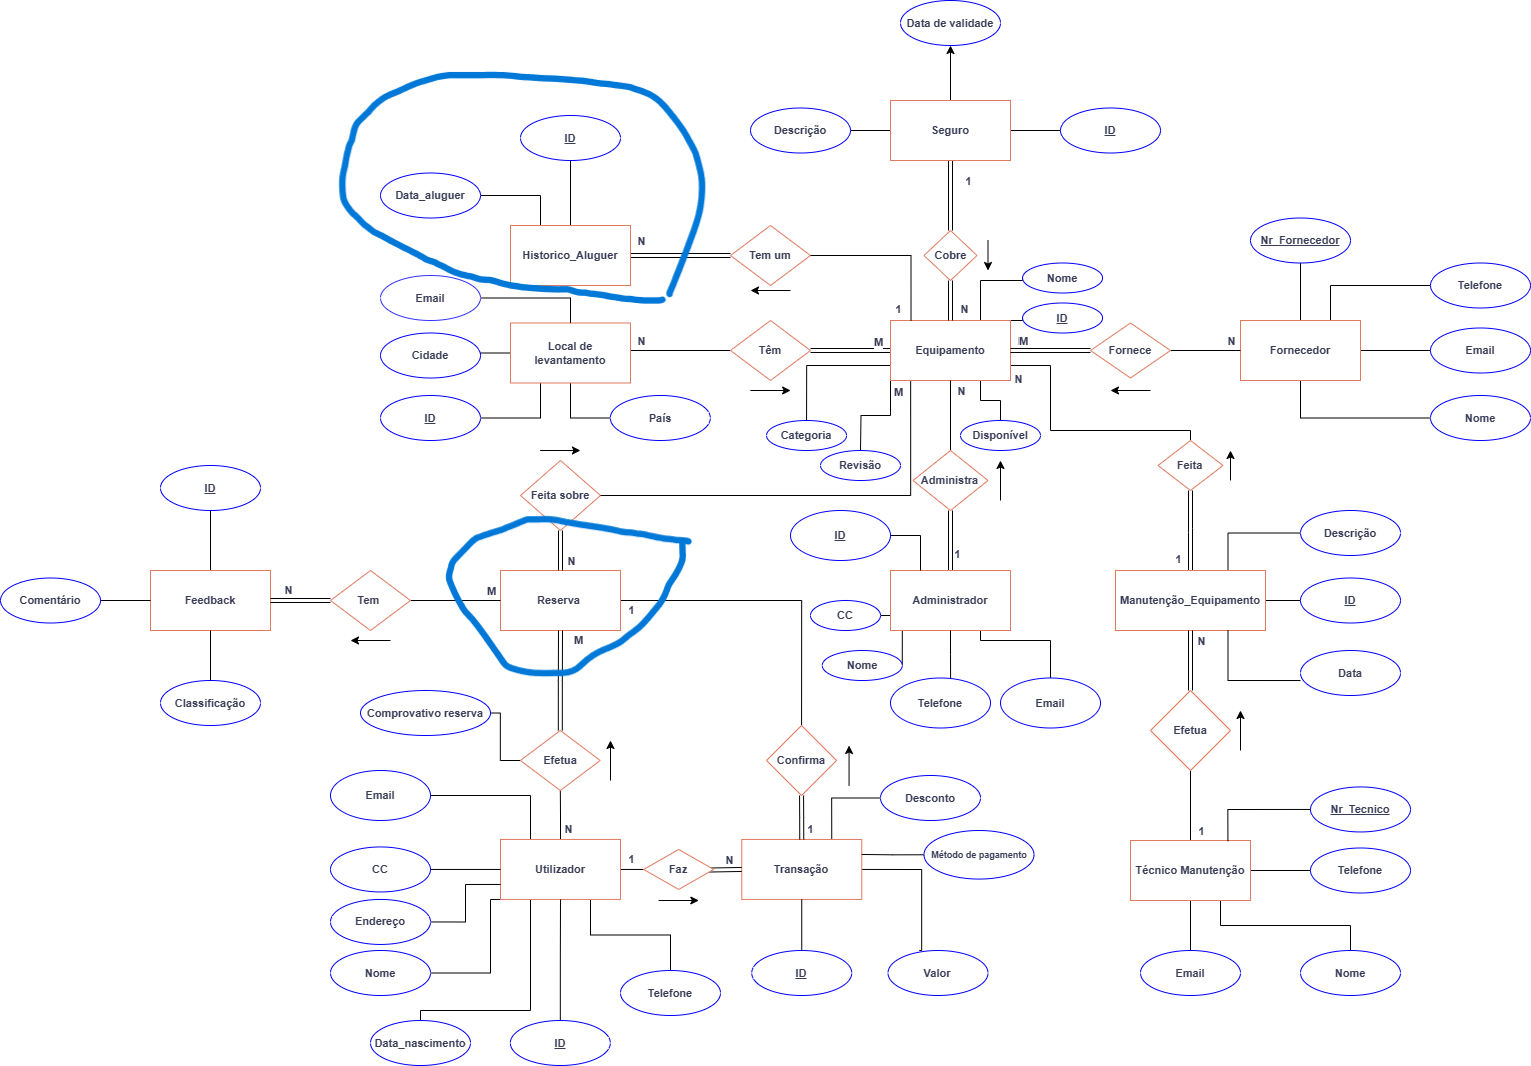 Data de validade
Descrição
Seguro
ID
1
ID
Data_aluguer
Historico_Aluguer
N
Tem um
1
Cobre
N
Nome
ID
Nr_Fornecedor
Telefone
Email
Cidade
Local de
levantamento
ID
País
N
Têm
M
Equipamento
M
Fornece
N
Fornecedor
Email
Nome
Categoria
Revisão
M
N
N
Disponível
Feita
Administra
Feita sobre
ID
ID
1
1
Descrição
Comentário
Feedback
N
Tem
M
N
Reserva
1
M
CC
Administrador
Nome
Telefone
Email
Manutenção_Equipamento
ID
N
Data
Classificação
Comprovativo reserva
Efetua
Confirma
Efetua
Email
N
1
Desconto
Método de pagamento
1
Nr_Tecnico
CC
Utilizador
1
Faz
N
Transação
Técnico Manutenção
Telefone
Endereço
Nome
Telefone
ID
Valor
Email
Nome
Data_nascimento
ID